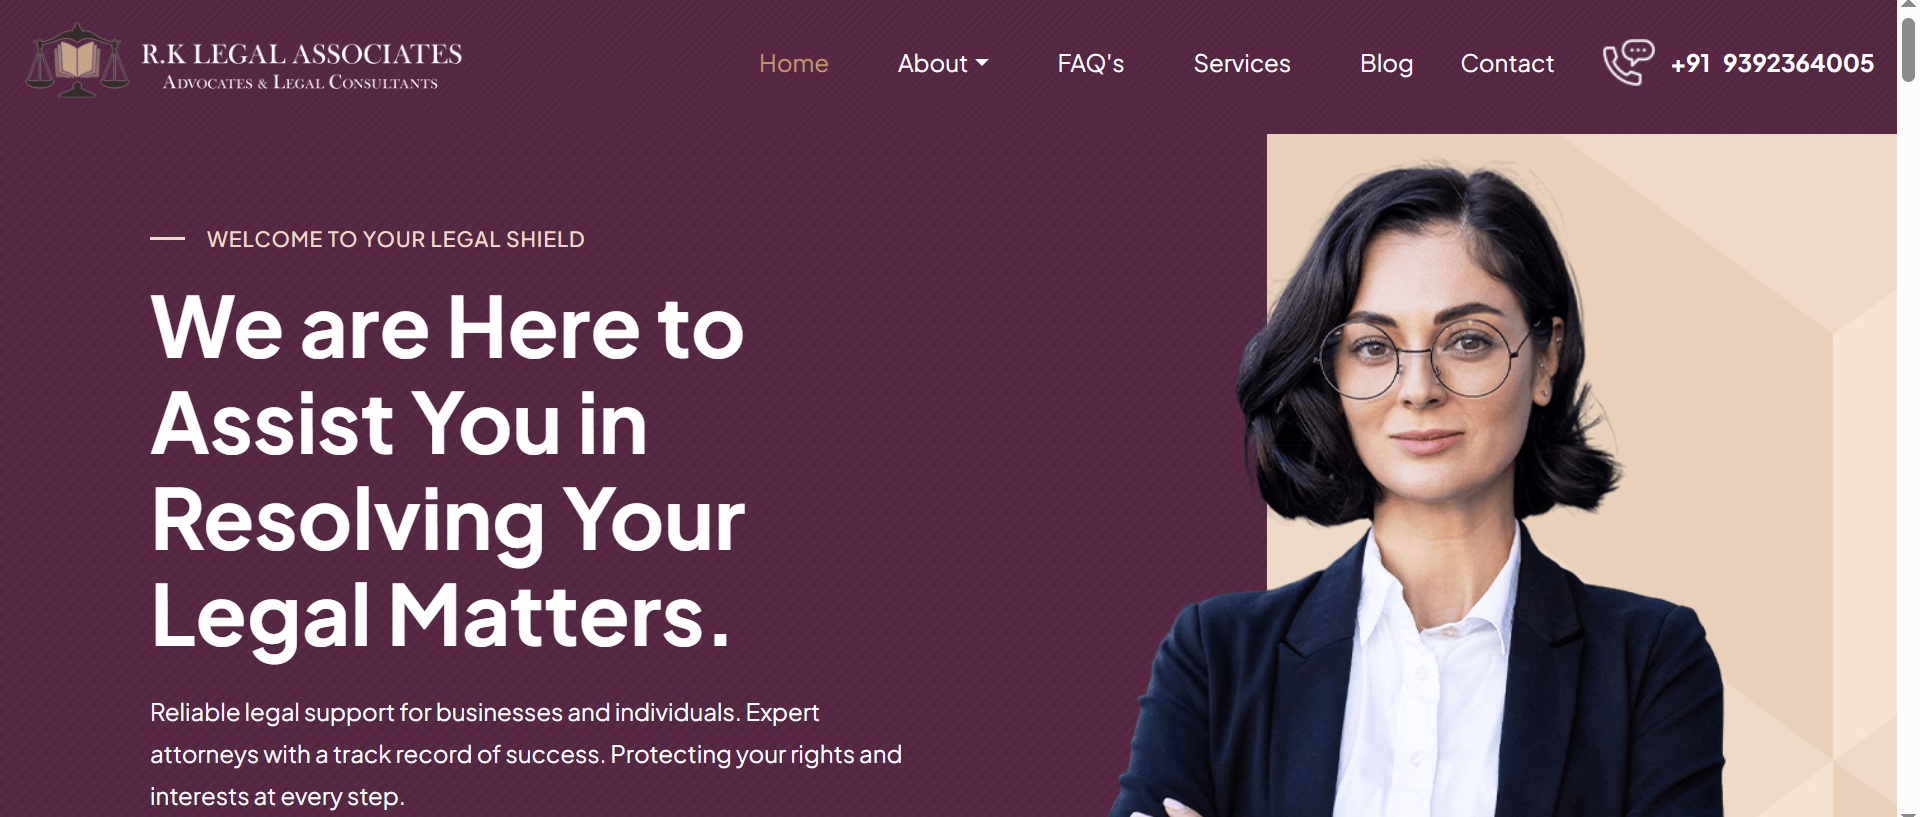 R.K LEGAL ASSOCIATES
ADVOCATES & LEGAL CONSULTANTS
Home About FAQ's Services Blog Contact +91 9392364005
WELCOME TO YOUR LEGAL SHIELD
We are Here to
Assist You in
Resolving Your
Legal Matters.
Reliable legal support for businesses and individuals. Expert
attorneys with a track record of success. Protecting your rights and
interests at every step.